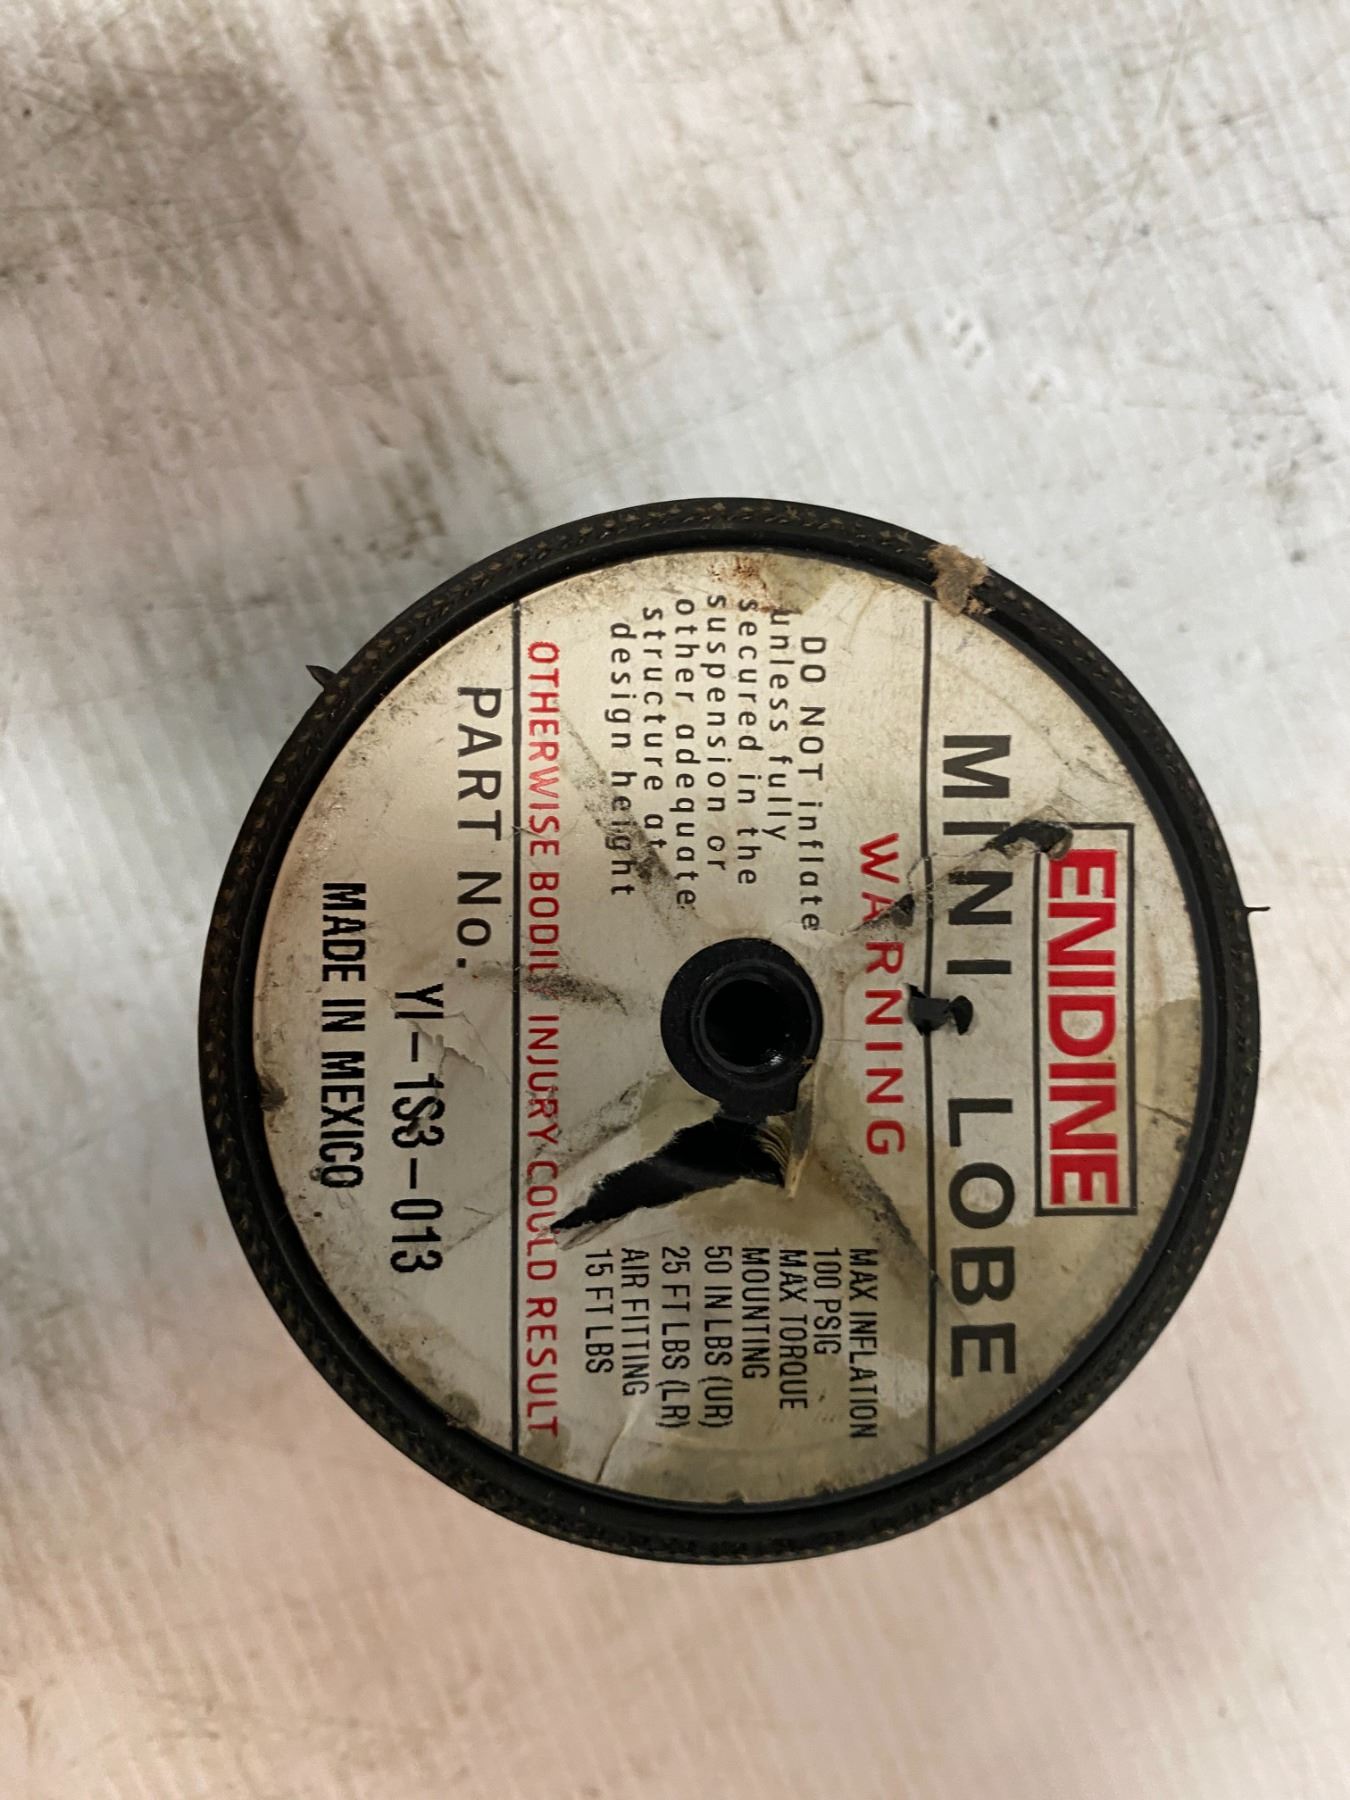 ENIDINE
MINI. LOBE
WARNING
DO NOT inflate
unless fully
secured in the
suspension or
other adequate
structure at
design height
MAX INFLATION
100 PSIG
MAX TORQUE
MOUNTING
50 IN LBS (UR)
25 FT LBS (LR)
AIR FITTING
15 FT LBS
OTHERWISE BODILY INJURY COULD RESULT
PART No.
YI-1S3-013
MADE IN MEXICO